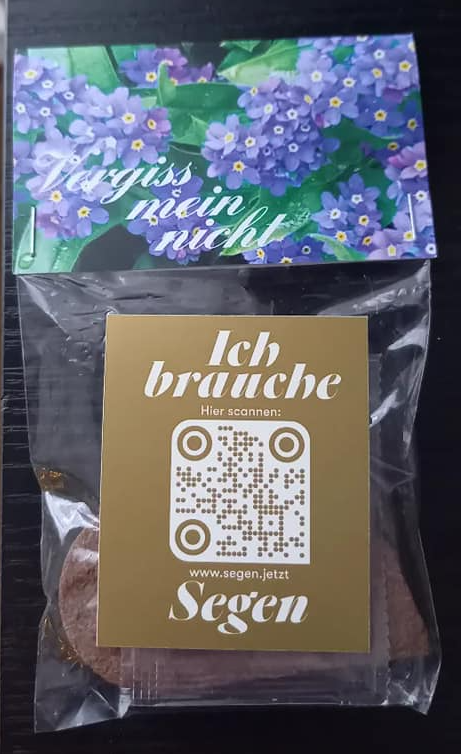 Vergiss
mein
nicht
Ich
brauche
Hier scannen:
www.segen.jetzt
Segen